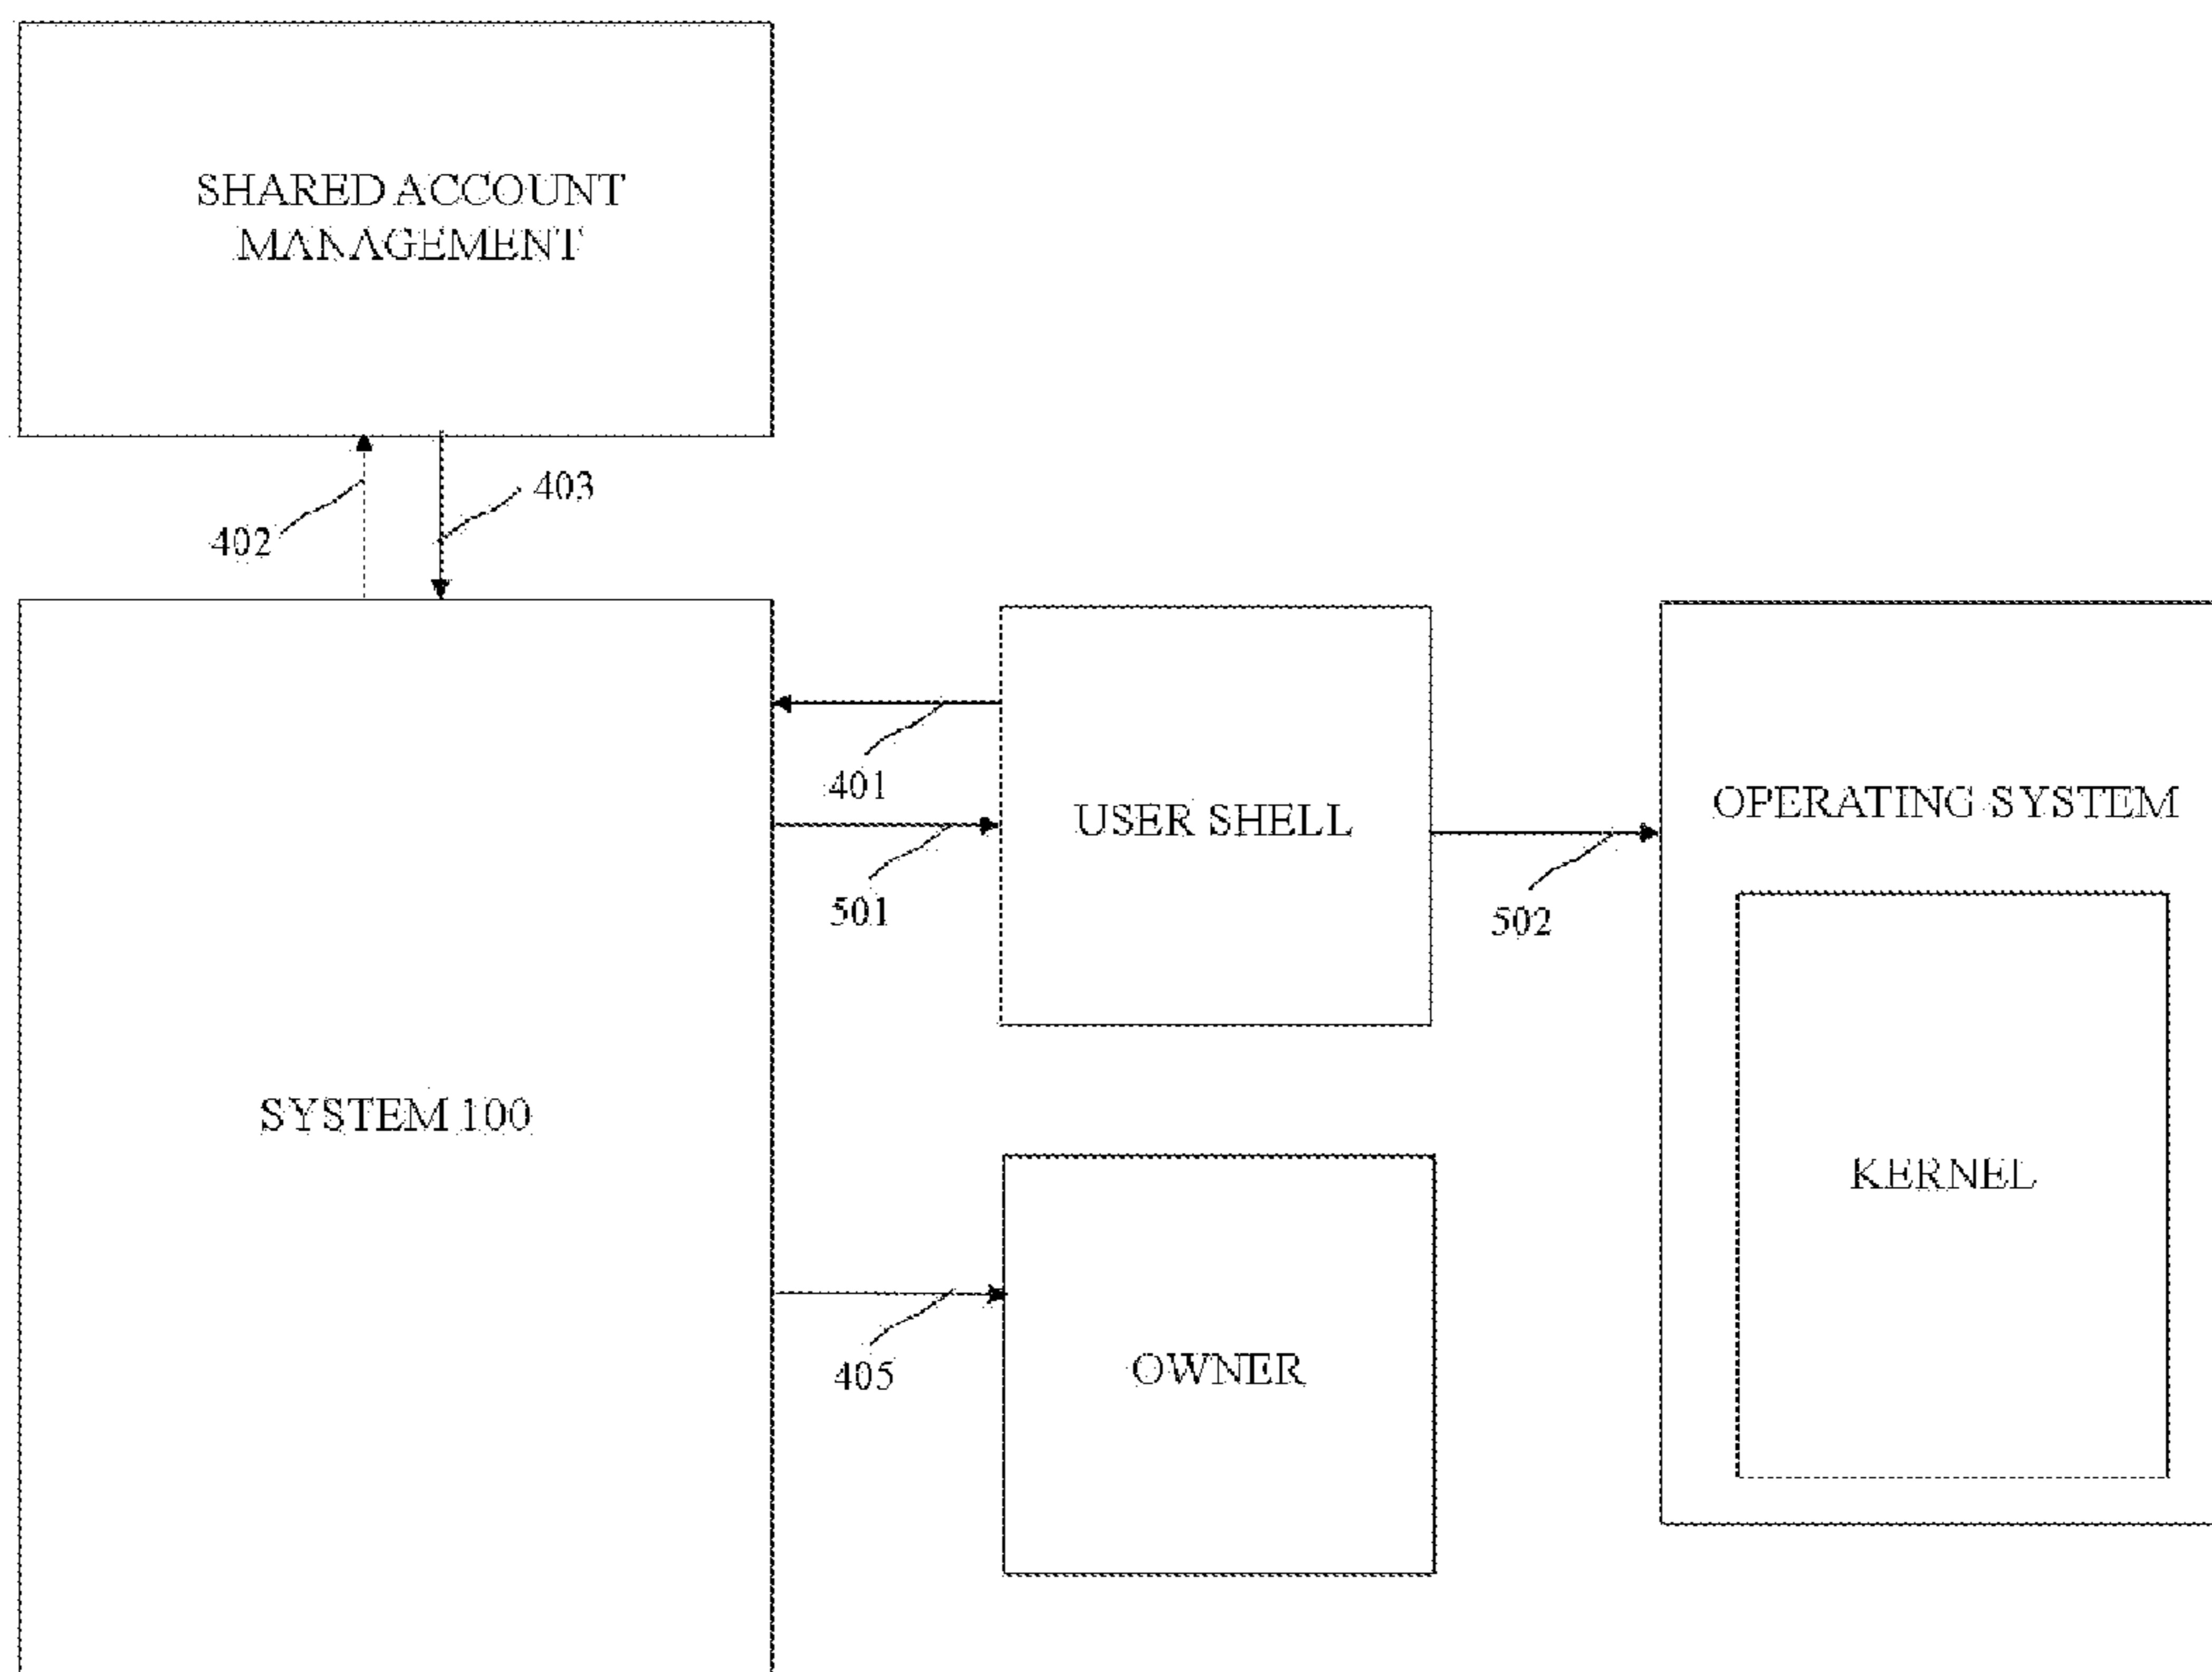 SHARED ACCOUNT
MANAGEMENT
403
402
401
USER SHELL
OPERATING SYSTEM
501
502
SYSTEM 100
KERNEL
405
OWNER